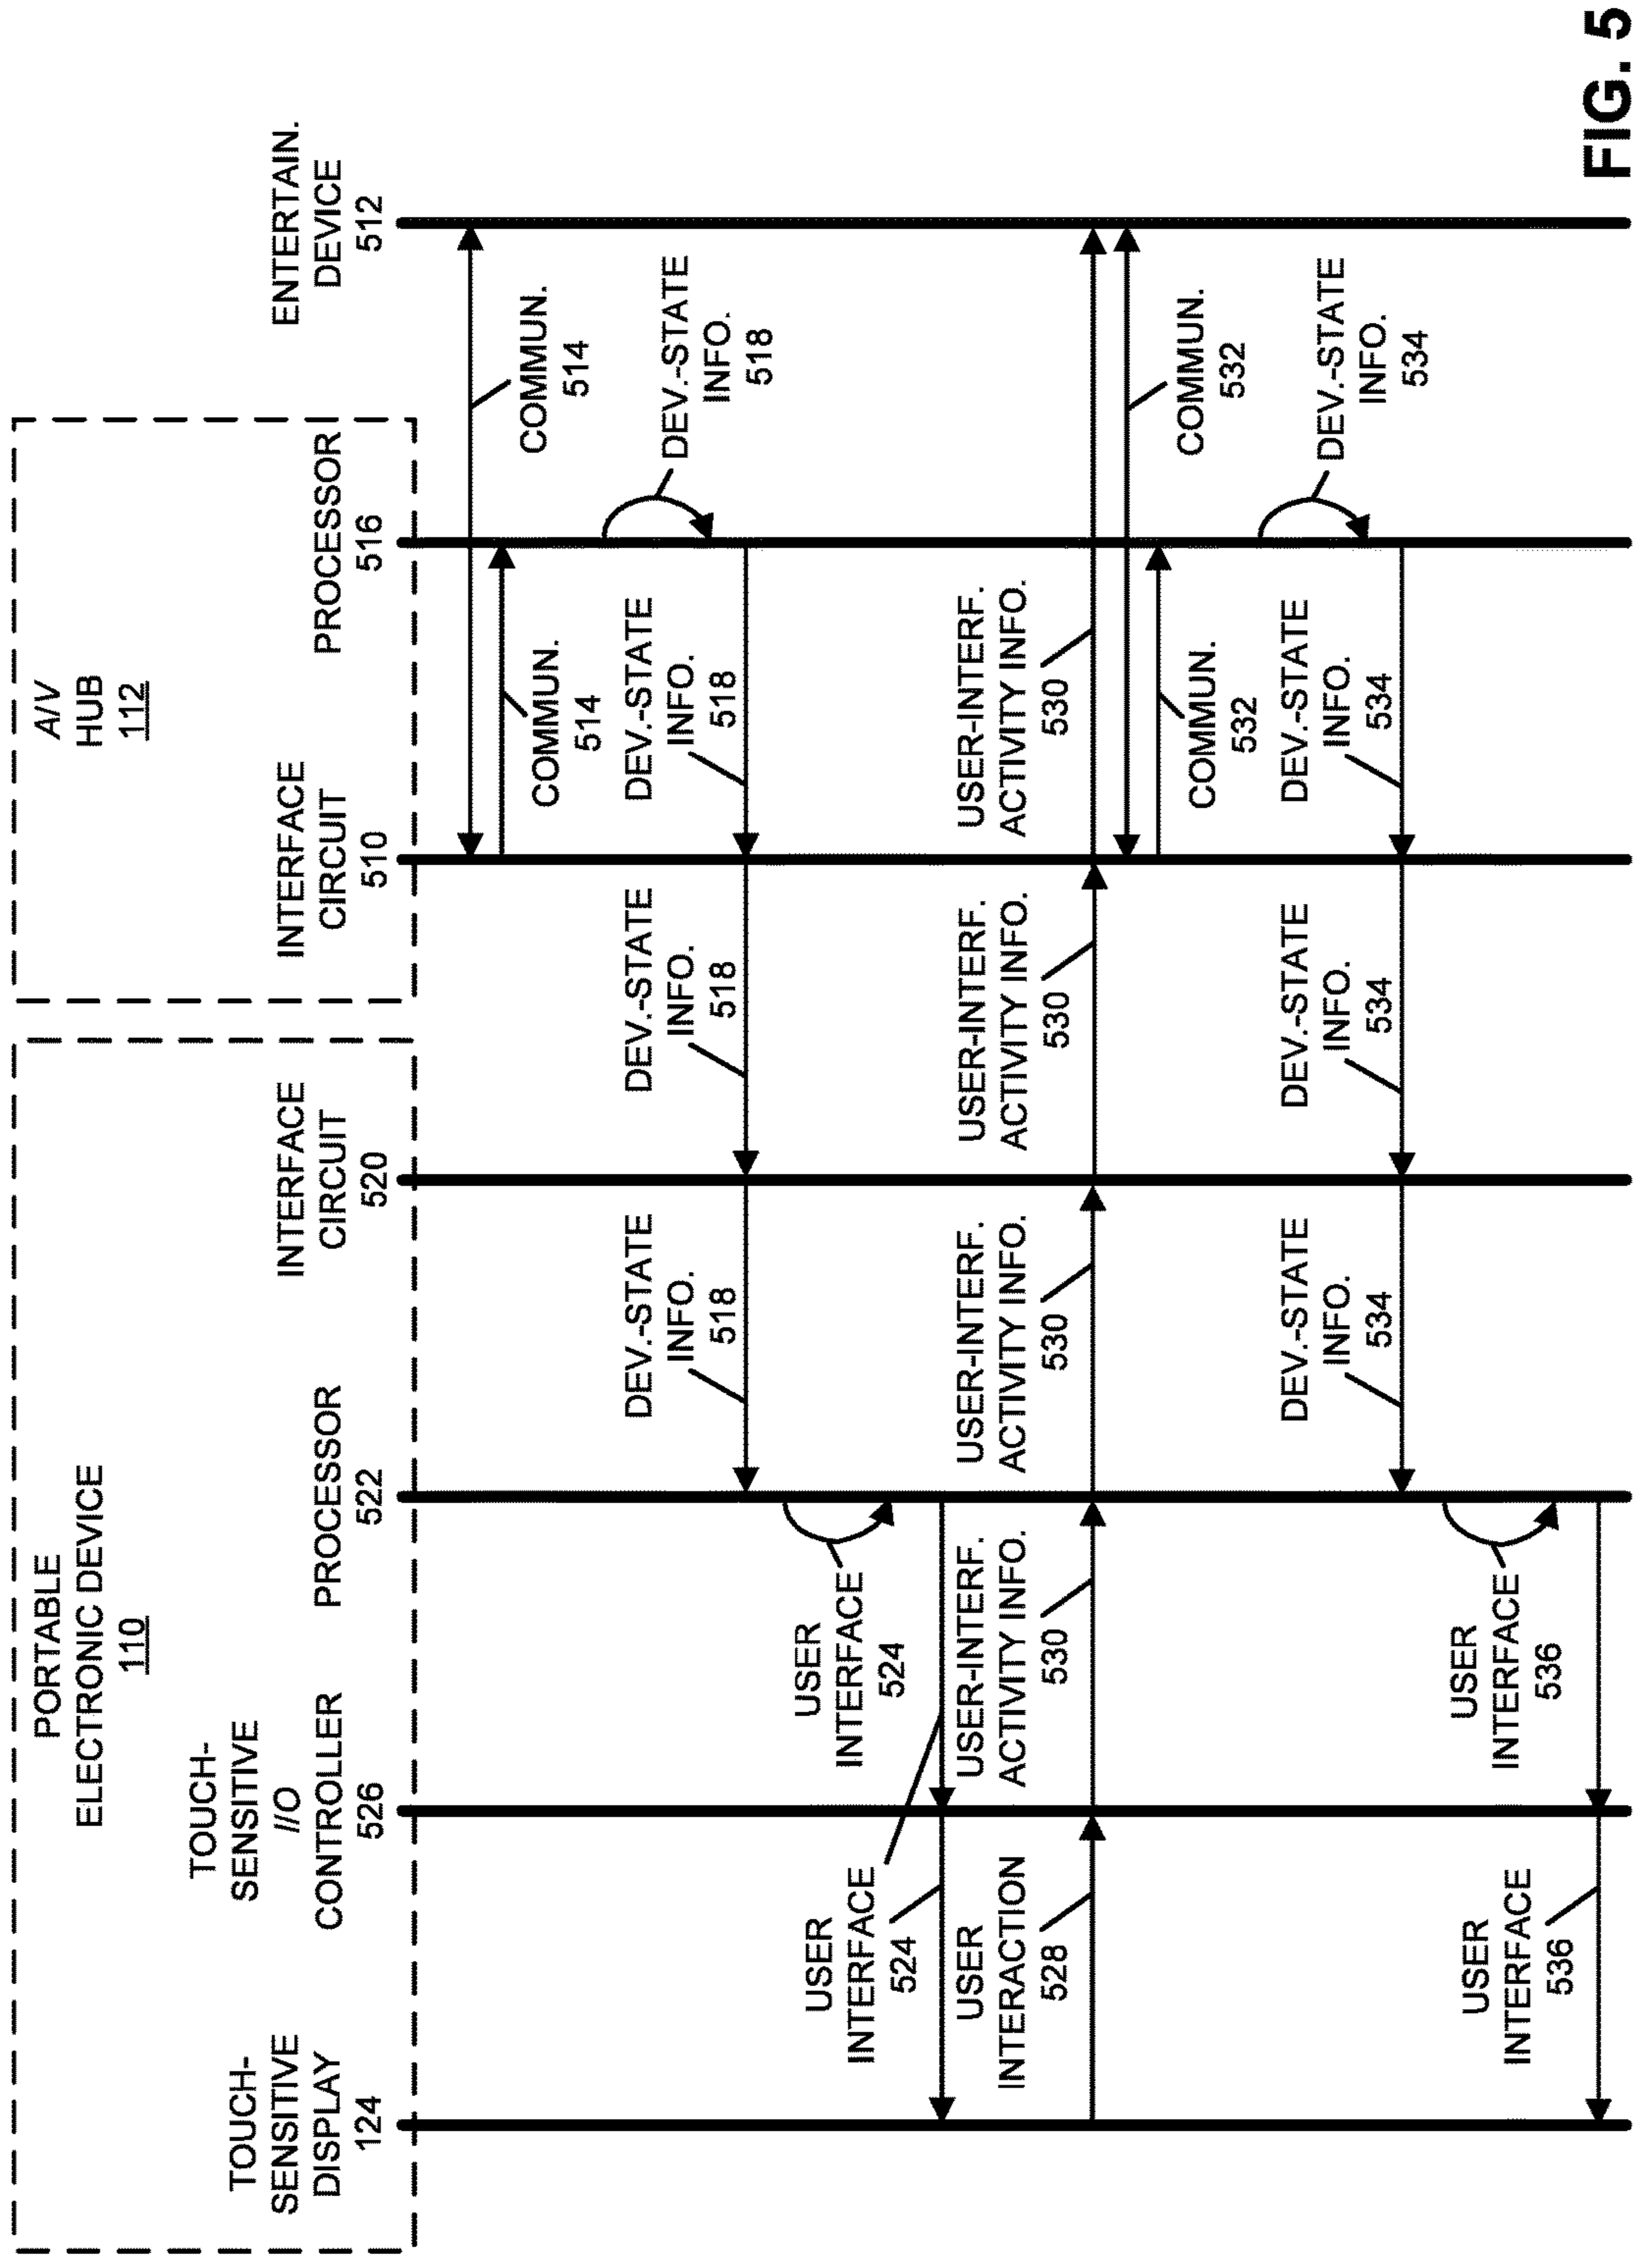 PORTABLE
ELECTRONIC DEVICE
110
A/V
HUB
112
TOUCH-
SENSITIVE
DISPLAY
124
TOUCH-
SENSITIVE
I/O
CONTROLLER
526
PROCESSOR
522
INTERFACE
CIRCUIT
520
INTERFACE
CIRCUIT
510
PROCESSOR
516
ENTERTAIN.
DEVICE
512
COMMUN.
514
COMMUN.
514
DEV.-STATE
INFO.
518
DEV.-STATE
INFO.
518
DEV.-STATE
INFO.
518
DEV.-STATE
INFO.
518
USER
INTERFACE
524
USER
INTERFACE
524
USER
INTERACTION
528
USER-INTERF.
ACTIVITY INFO.
530
USER-INTERF.
ACTIVITY INFO.
530
USER-INTERF.
ACTIVITY INFO.
530
USER-INTERF.
ACTIVITY INFO.
530
COMMUN.
532
COMMUN.
532
DEV.-STATE
INFO.
534
DEV.-STATE
INFO.
534
DEV.-STATE
INFO.
534
DEV.-STATE
INFO.
534
USER
INTERFACE
536
USER
INTERFACE
536
FIG. 5